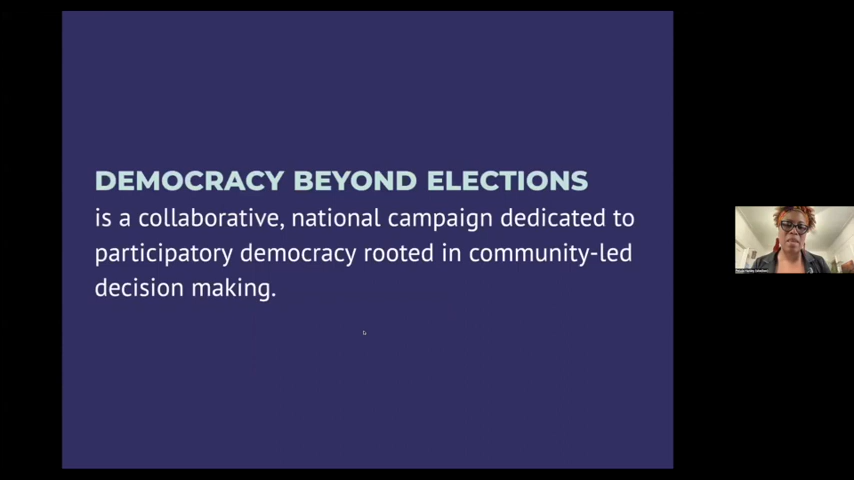 DEMOCRACY BEYOND ELECTIONS
is a collaborative, national campaign dedicated to
participatory democracy rooted in community-led
decision making.